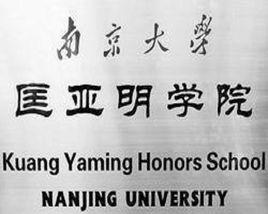 南京大學
匡亚明学院
Kuang Yaming Honors School
NANJING UNIVERSITY